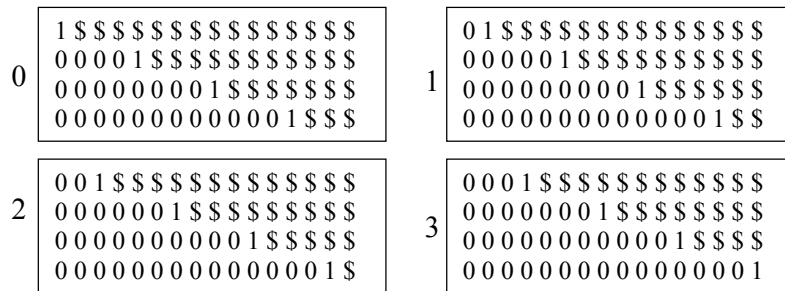 0
1 $ $ $ $ $ $ $ $ $ $ $ $ $ $ $
0 0 0 0 1 $ $ $ $ $ $ $ $ $ $ $
0 0 0 0 0 0 0 0 1 $ $ $ $ $ $ $
0 0 0 0 0 0 0 0 0 0 0 0 1 $ $ $
1
0 1 $ $ $ $ $ $ $ $ $ $ $ $ $ $
0 0 0 0 0 1 $ $ $ $ $ $ $ $ $ $
0 0 0 0 0 0 0 0 0 1 $ $ $ $ $ $
0 0 0 0 0 0 0 0 0 0 0 0 0 1 $ $
2
0 0 1 $ $ $ $ $ $ $ $ $ $ $ $ $
0 0 0 0 0 0 1 $ $ $ $ $ $ $ $ $
0 0 0 0 0 0 0 0 0 0 1 $ $ $ $ $
0 0 0 0 0 0 0 0 0 0 0 0 0 0 1 $
3
0 0 0 1 $ $ $ $ $ $ $ $ $ $ $ $
0 0 0 0 0 0 0 1 $ $ $ $ $ $ $ $
0 0 0 0 0 0 0 0 0 0 0 1 $ $ $ $
0 0 0 0 0 0 0 0 0 0 0 0 0 0 0 1